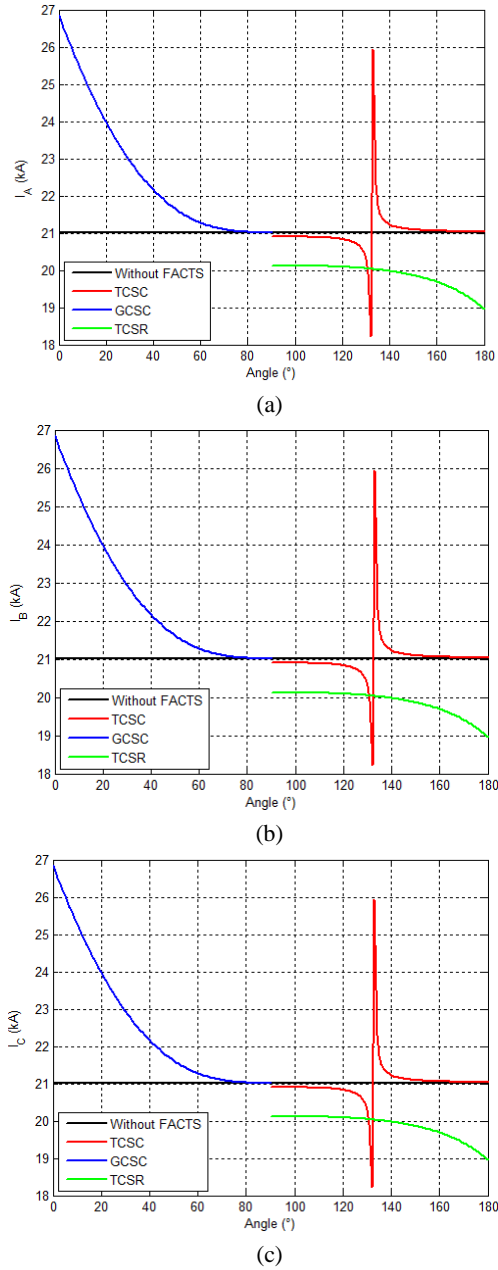 27
26
25
24
23
22
21
20
19
18
I_A (kA)
Without FACTS
TCSC
GCSC
TCSR
0 20 40 60 80 100 120 140 160 180
Angle (°)
(a)
27
26
25
24
23
22
21
20
19
18
I_B (kA)
Without FACTS
TCSC
GCSC
TCSR
0 20 40 60 80 100 120 140 160 180
Angle (°)
(b)
27
26
25
24
23
22
21
20
19
18
I_C (kA)
Without FACTS
TCSC
GCSC
TCSR
0 20 40 60 80 100 120 140 160 180
Angle (°)
(c)